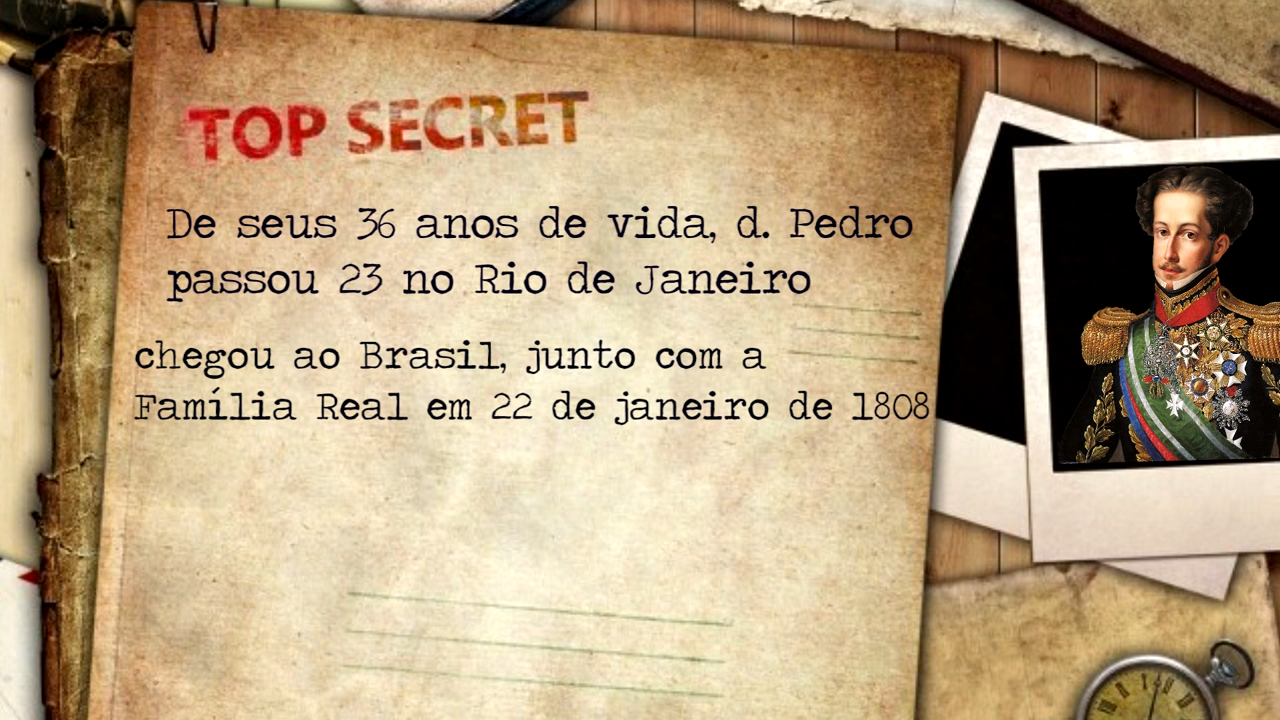 TOP SECRET
De seus 36 anos de vida, d. Pedro
passou 23 no Rio de Janeiro
chegou ao Brasil, junto com a
Família Real em 22 de janeiro de 1808